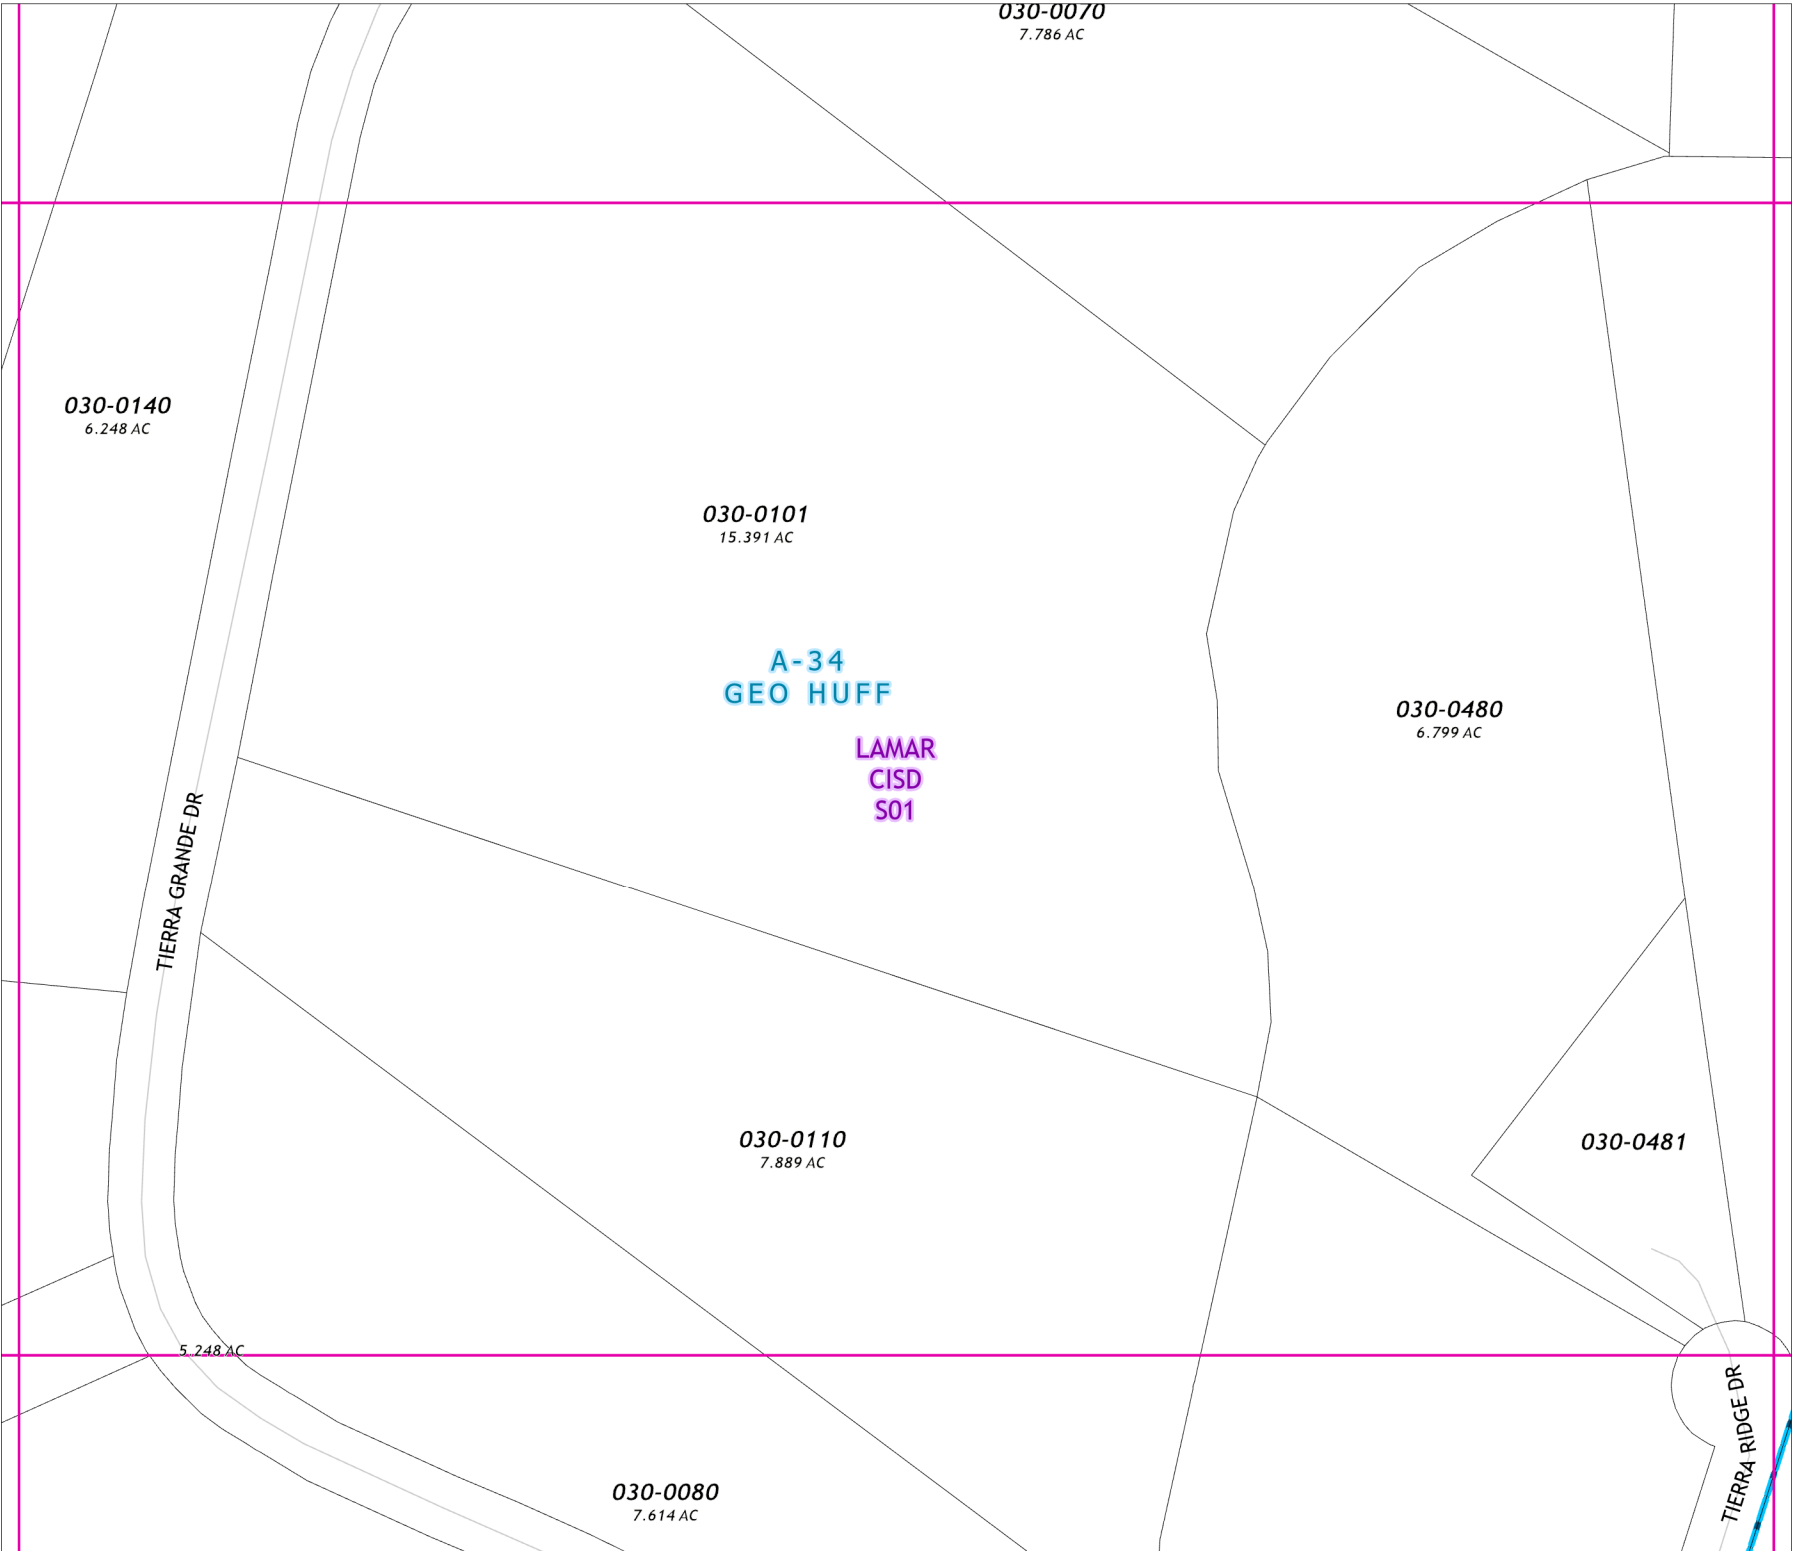 030-0070
7.786 AC
030-0140
6.248 AC
030-0101
15.391 AC
A-34
GEO HUFF
LAMAR
CISD
S01
030-0480
6.799 AC
TIERRA GRANDE DR
030-0110
7.889 AC
030-0481
5.248 AC
TIERRA RIDGE DR
030-0080
7.614 AC